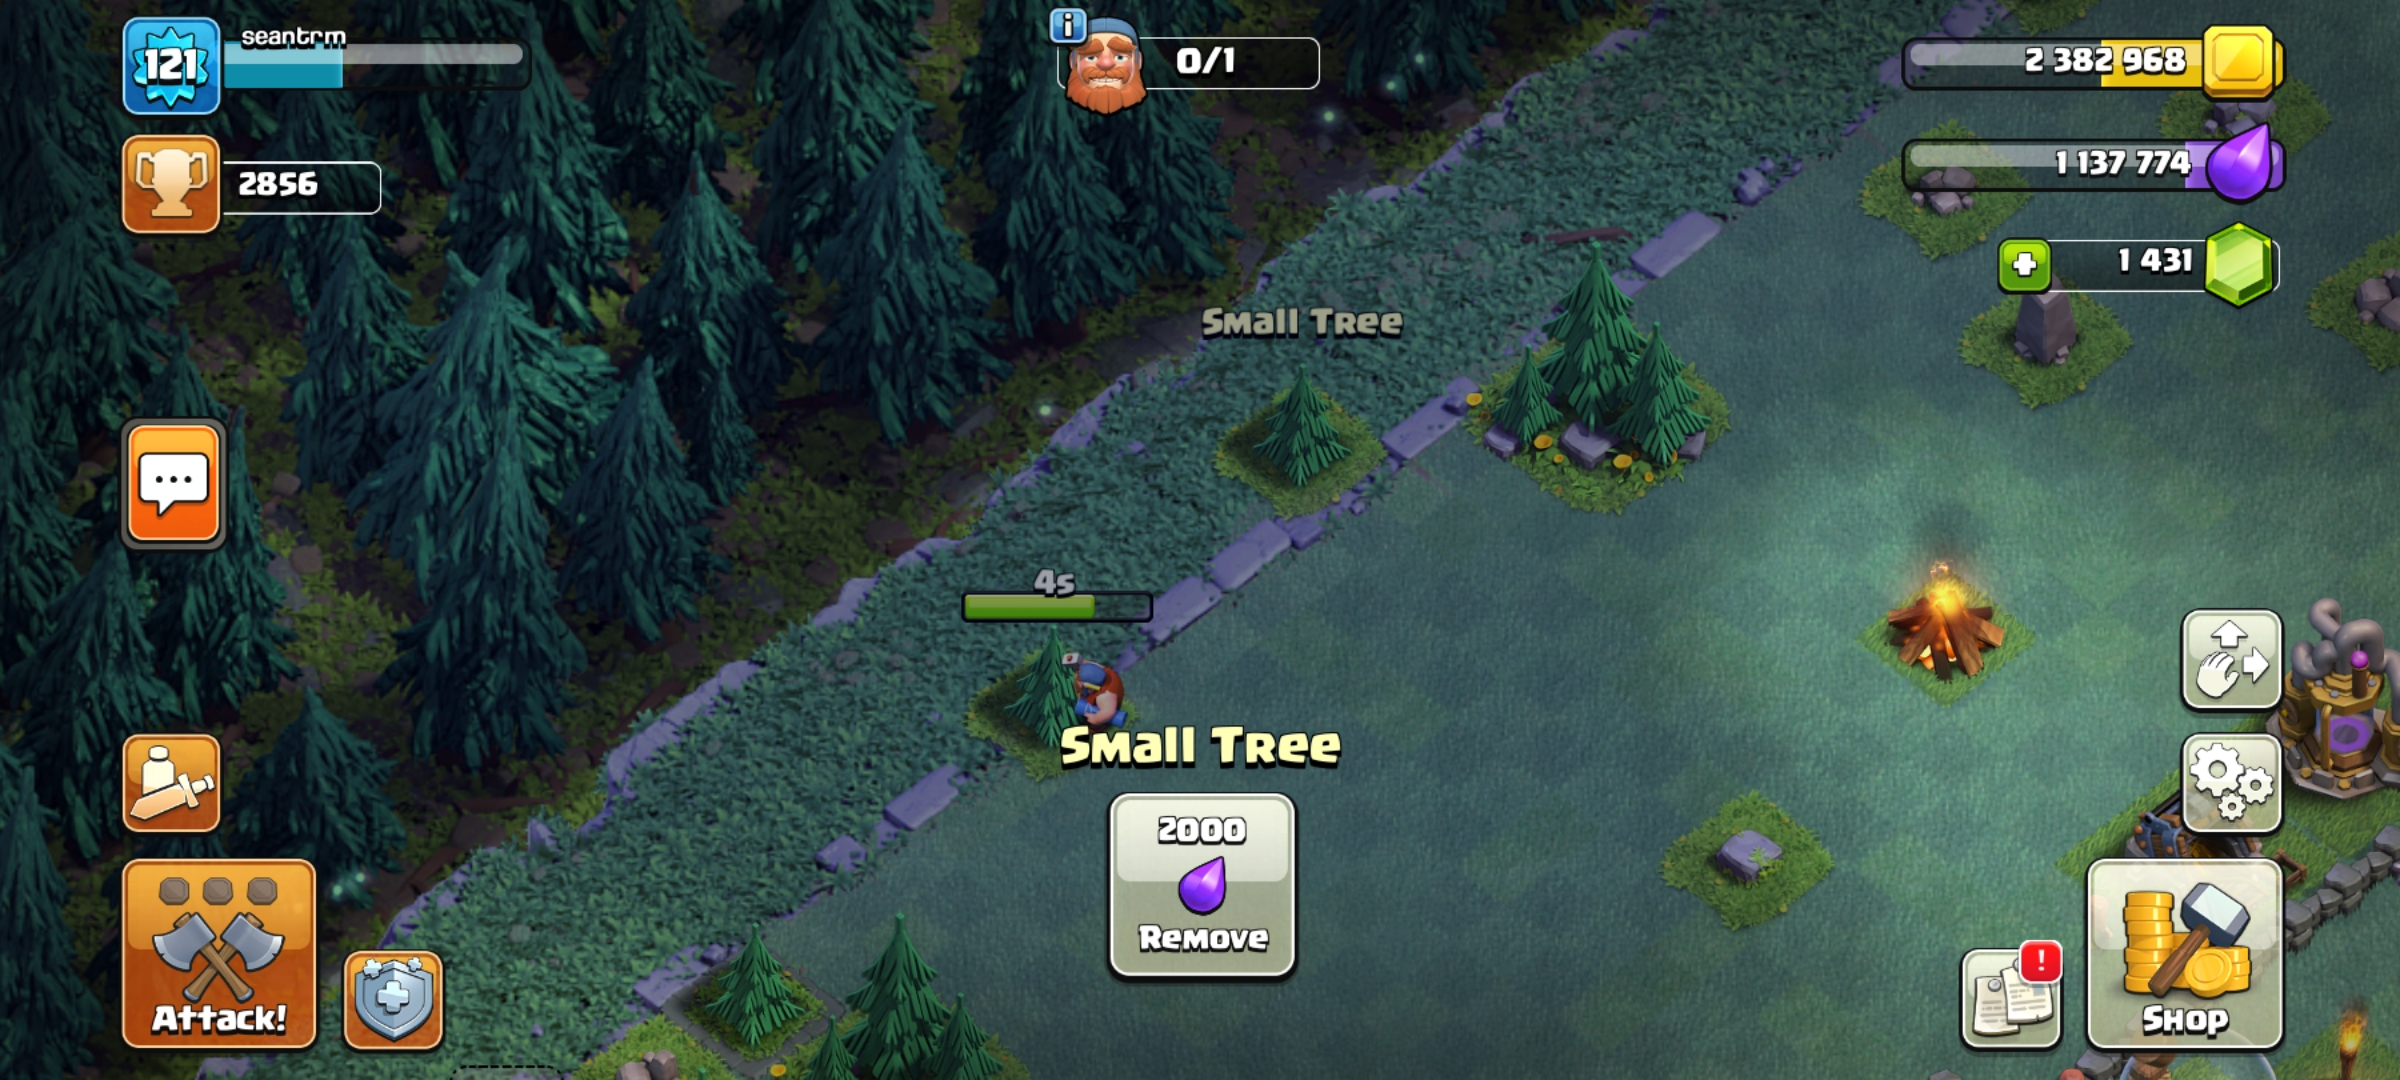 121
seantrm
0/1
2 382 968
1 137 774
2856
1 431
Small Tree
4s
Small Tree
2000
Remove
Attack!
Shop